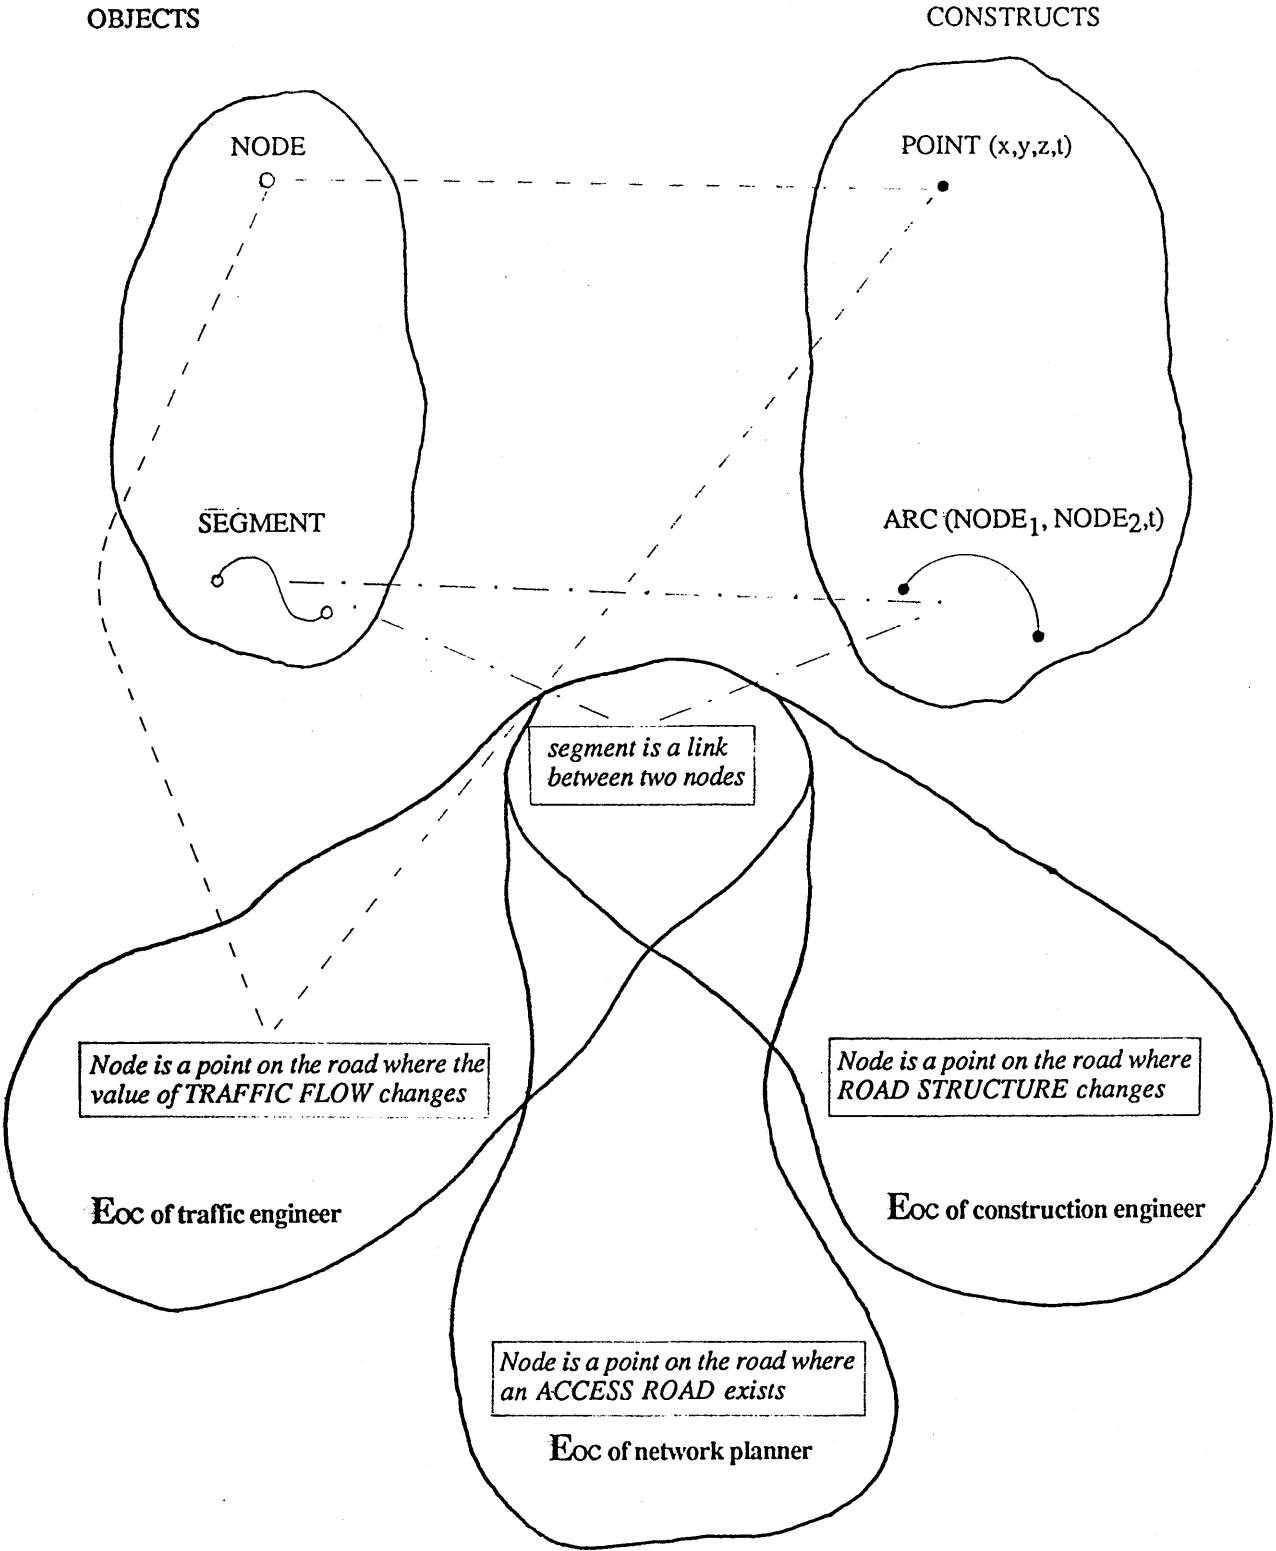 OBJECTS
CONSTRUCTS
NODE
POINT (x,y,z,t)
SEGMENT
ARC (NODE1, NODE2,t)
segment is a link
between two nodes
Node is a point on the road where the
value of TRAFFIC FLOW changes
Node is a point on the road where
ROAD STRUCTURE changes
EOC of traffic engineer
EOC of construction engineer
Node is a point on the road where
an ACCESS ROAD exists
EOC of network planner